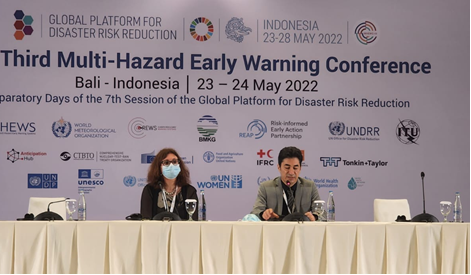 GLOBAL PLATFORM FOR
DISASTER RISK REDUCTION
INDONESIA
23-28 MAY 2022
Third Multi-Hazard Early Warning Conference
Bali - Indonesia | 23 – 24 May 2022
paratory Days of the 7th Session of the Global Platform for Disaster Risk Reduction
HEWS
WORLD
METEOROLOGICAL
ORGANIZATION
CREWS
BMKG
REAP
Risk-informed
Early Action
Partnership
UNDRR
ITU
Anticipation
Hub
CTBTO
IFRC
Tonkin+Taylor
UNDP
unesco
UN
WOMEN
World Health
Organization